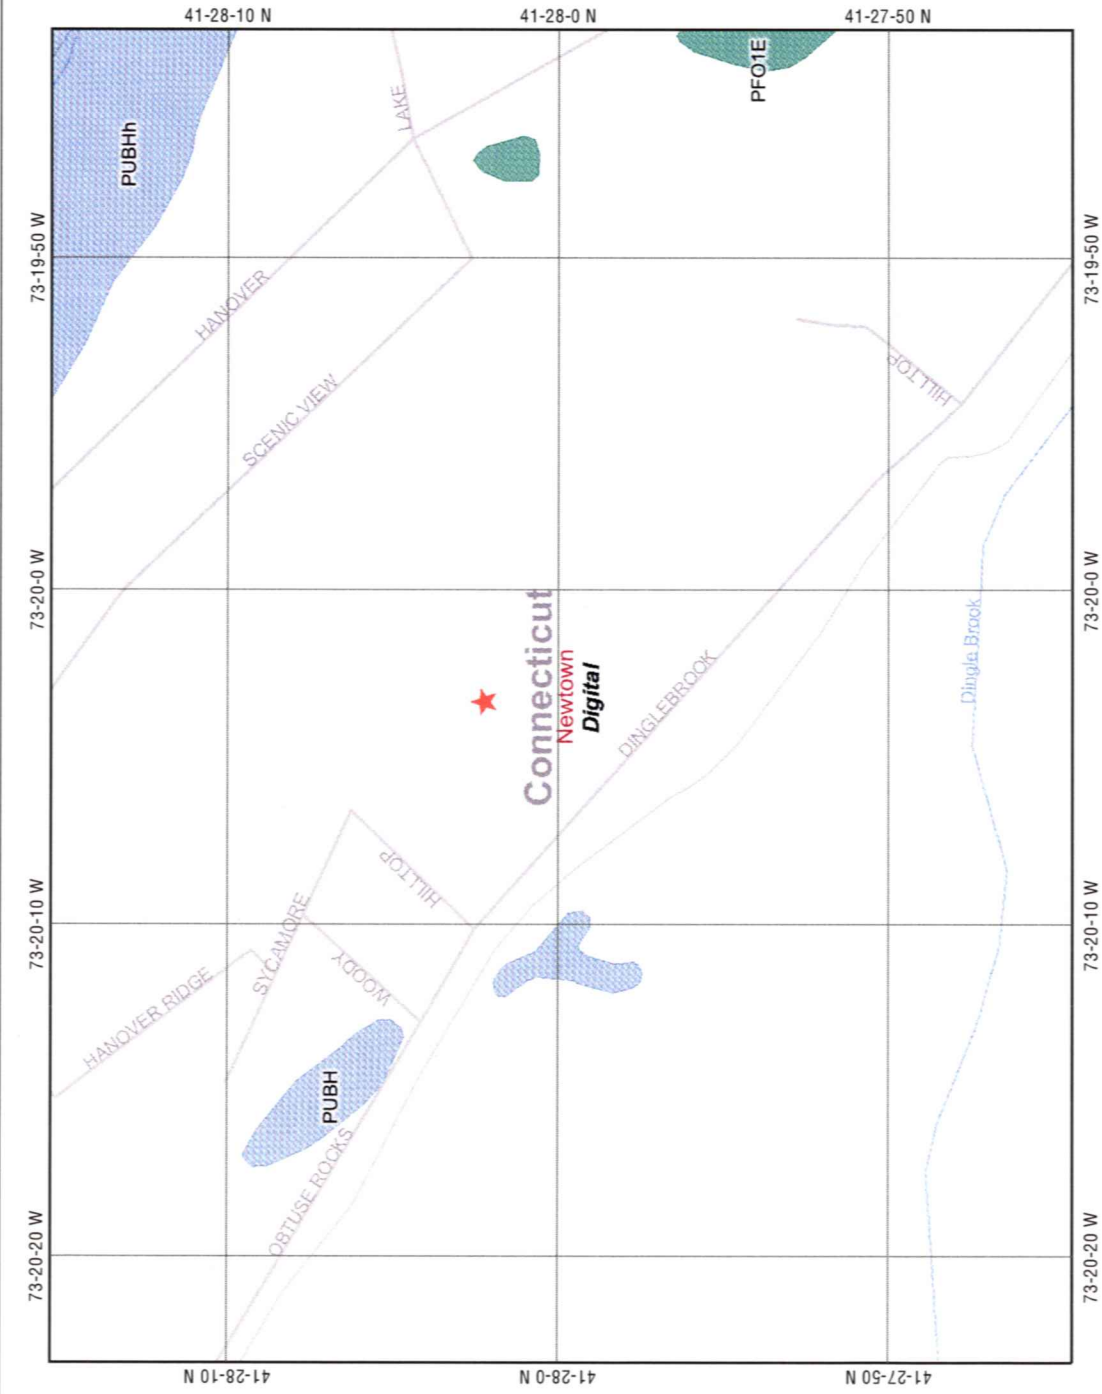 41-28-10 N
41-28-0 N
41-27-50 N
PUBHh
PFO1E
LAKE
73-19-50 W
73-19-50 W
HANOVER
SCENIC VIEW
HILLTOP
73-20-0 W
73-20-0 W
Connecticut
Newtown
Digital
DINGLEBROOK
Dingle Brook
HILLTOP
SYCAMORE
WOODY
73-20-10 W
73-20-10 W
HANOVER RIDGE
PUBH
OBTUSE ROCKS
73-20-20 W
73-20-20 W
41-28-10 N
41-28-0 N
41-27-50 N